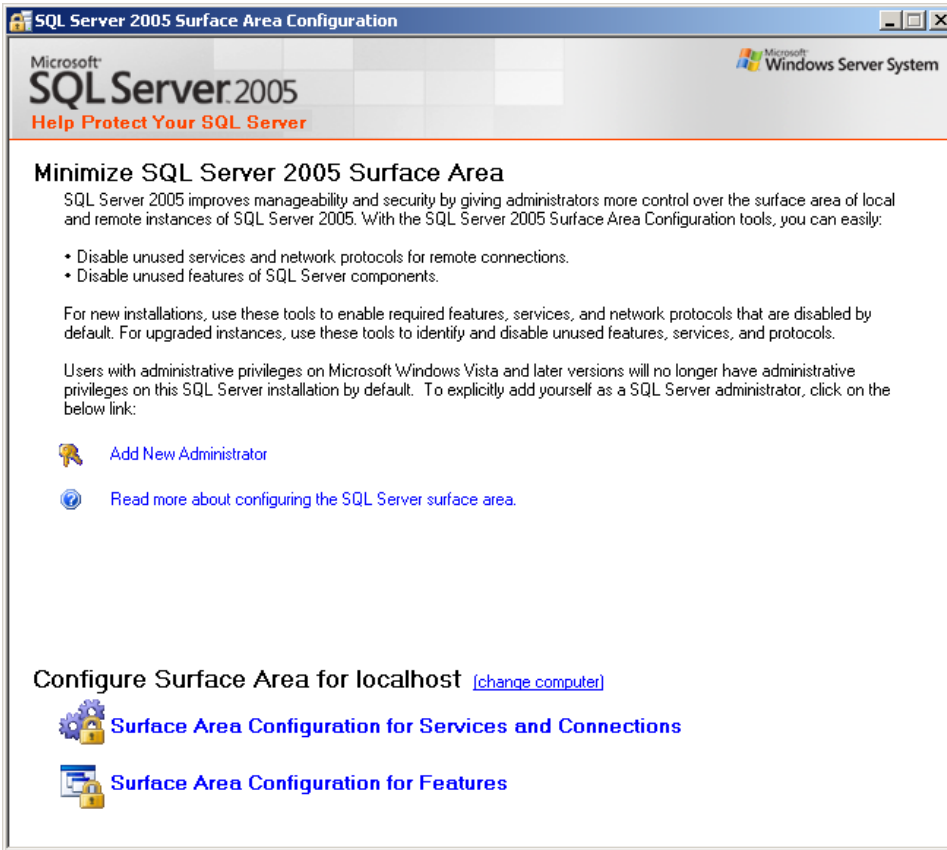 SQL Server 2005 Surface Area Configuration
Microsoft
SQL Server 2005
Help Protect Your SQL Server
Microsoft
Windows Server System
Minimize SQL Server 2005 Surface Area
SQL Server 2005 improves manageability and security by giving administrators more control over the surface area of local
and remote instances of SQL Server 2005. With the SQL Server 2005 Surface Area Configuration tools, you can easily:
• Disable unused services and network protocols for remote connections.
• Disable unused features of SQL Server components.
For new installations, use these tools to enable required features, services, and network protocols that are disabled by
default. For upgraded instances, use these tools to identify and disable unused features, services, and protocols.
Users with administrative privileges on Microsoft Windows Vista and later versions will no longer have administrative
privileges on this SQL Server installation by default.  To explicitly add yourself as a SQL Server administrator, click on the
below link:
Add New Administrator
Read more about configuring the SQL Server surface area.
Configure Surface Area for localhost (change computer)
Surface Area Configuration for Services and Connections
Surface Area Configuration for Features